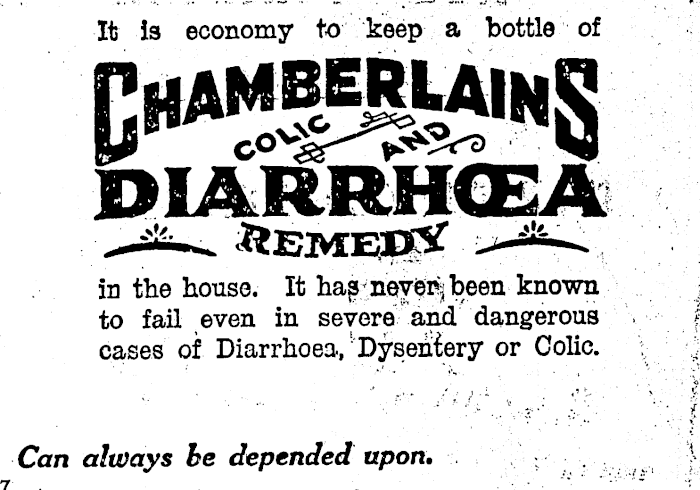 It is economy to keep a bottle of
CHAMBERLAINS
COLIC AND
DIARRHŒA
REMEDY
in the house. It has never been known
to fail even in severe and dangerous
cases of Diarrhoea, Dysentery or Colic.
Can always be depended upon.
7